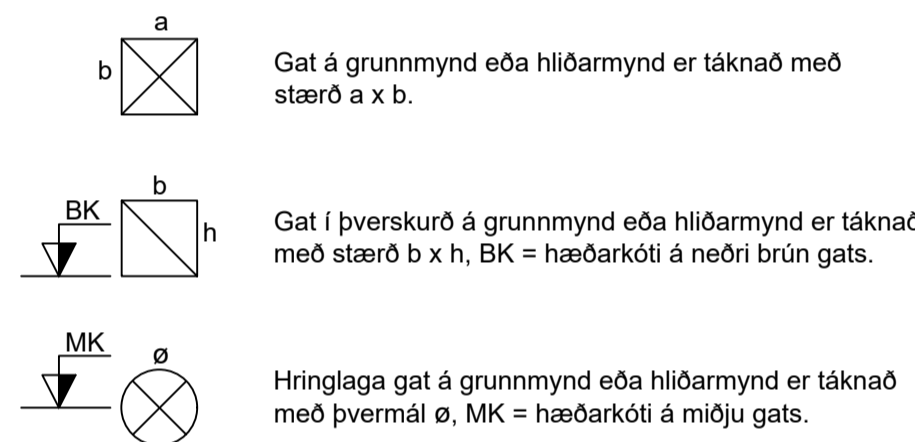 a
b
Gat á grunnmynd eða hliðarmynd er táknað með
stærð a x b.
b
BK
h
Gat í þverskurð á grunnmynd eða hliðarmynd er táknað
með stærð b x h, BK = hæðarkóti á neðri brún gats.
MK
ø
Hringlaga gat á grunnmynd eða hliðarmynd er táknað
með þvermál ø, MK = hæðarkóti á miðju gats.